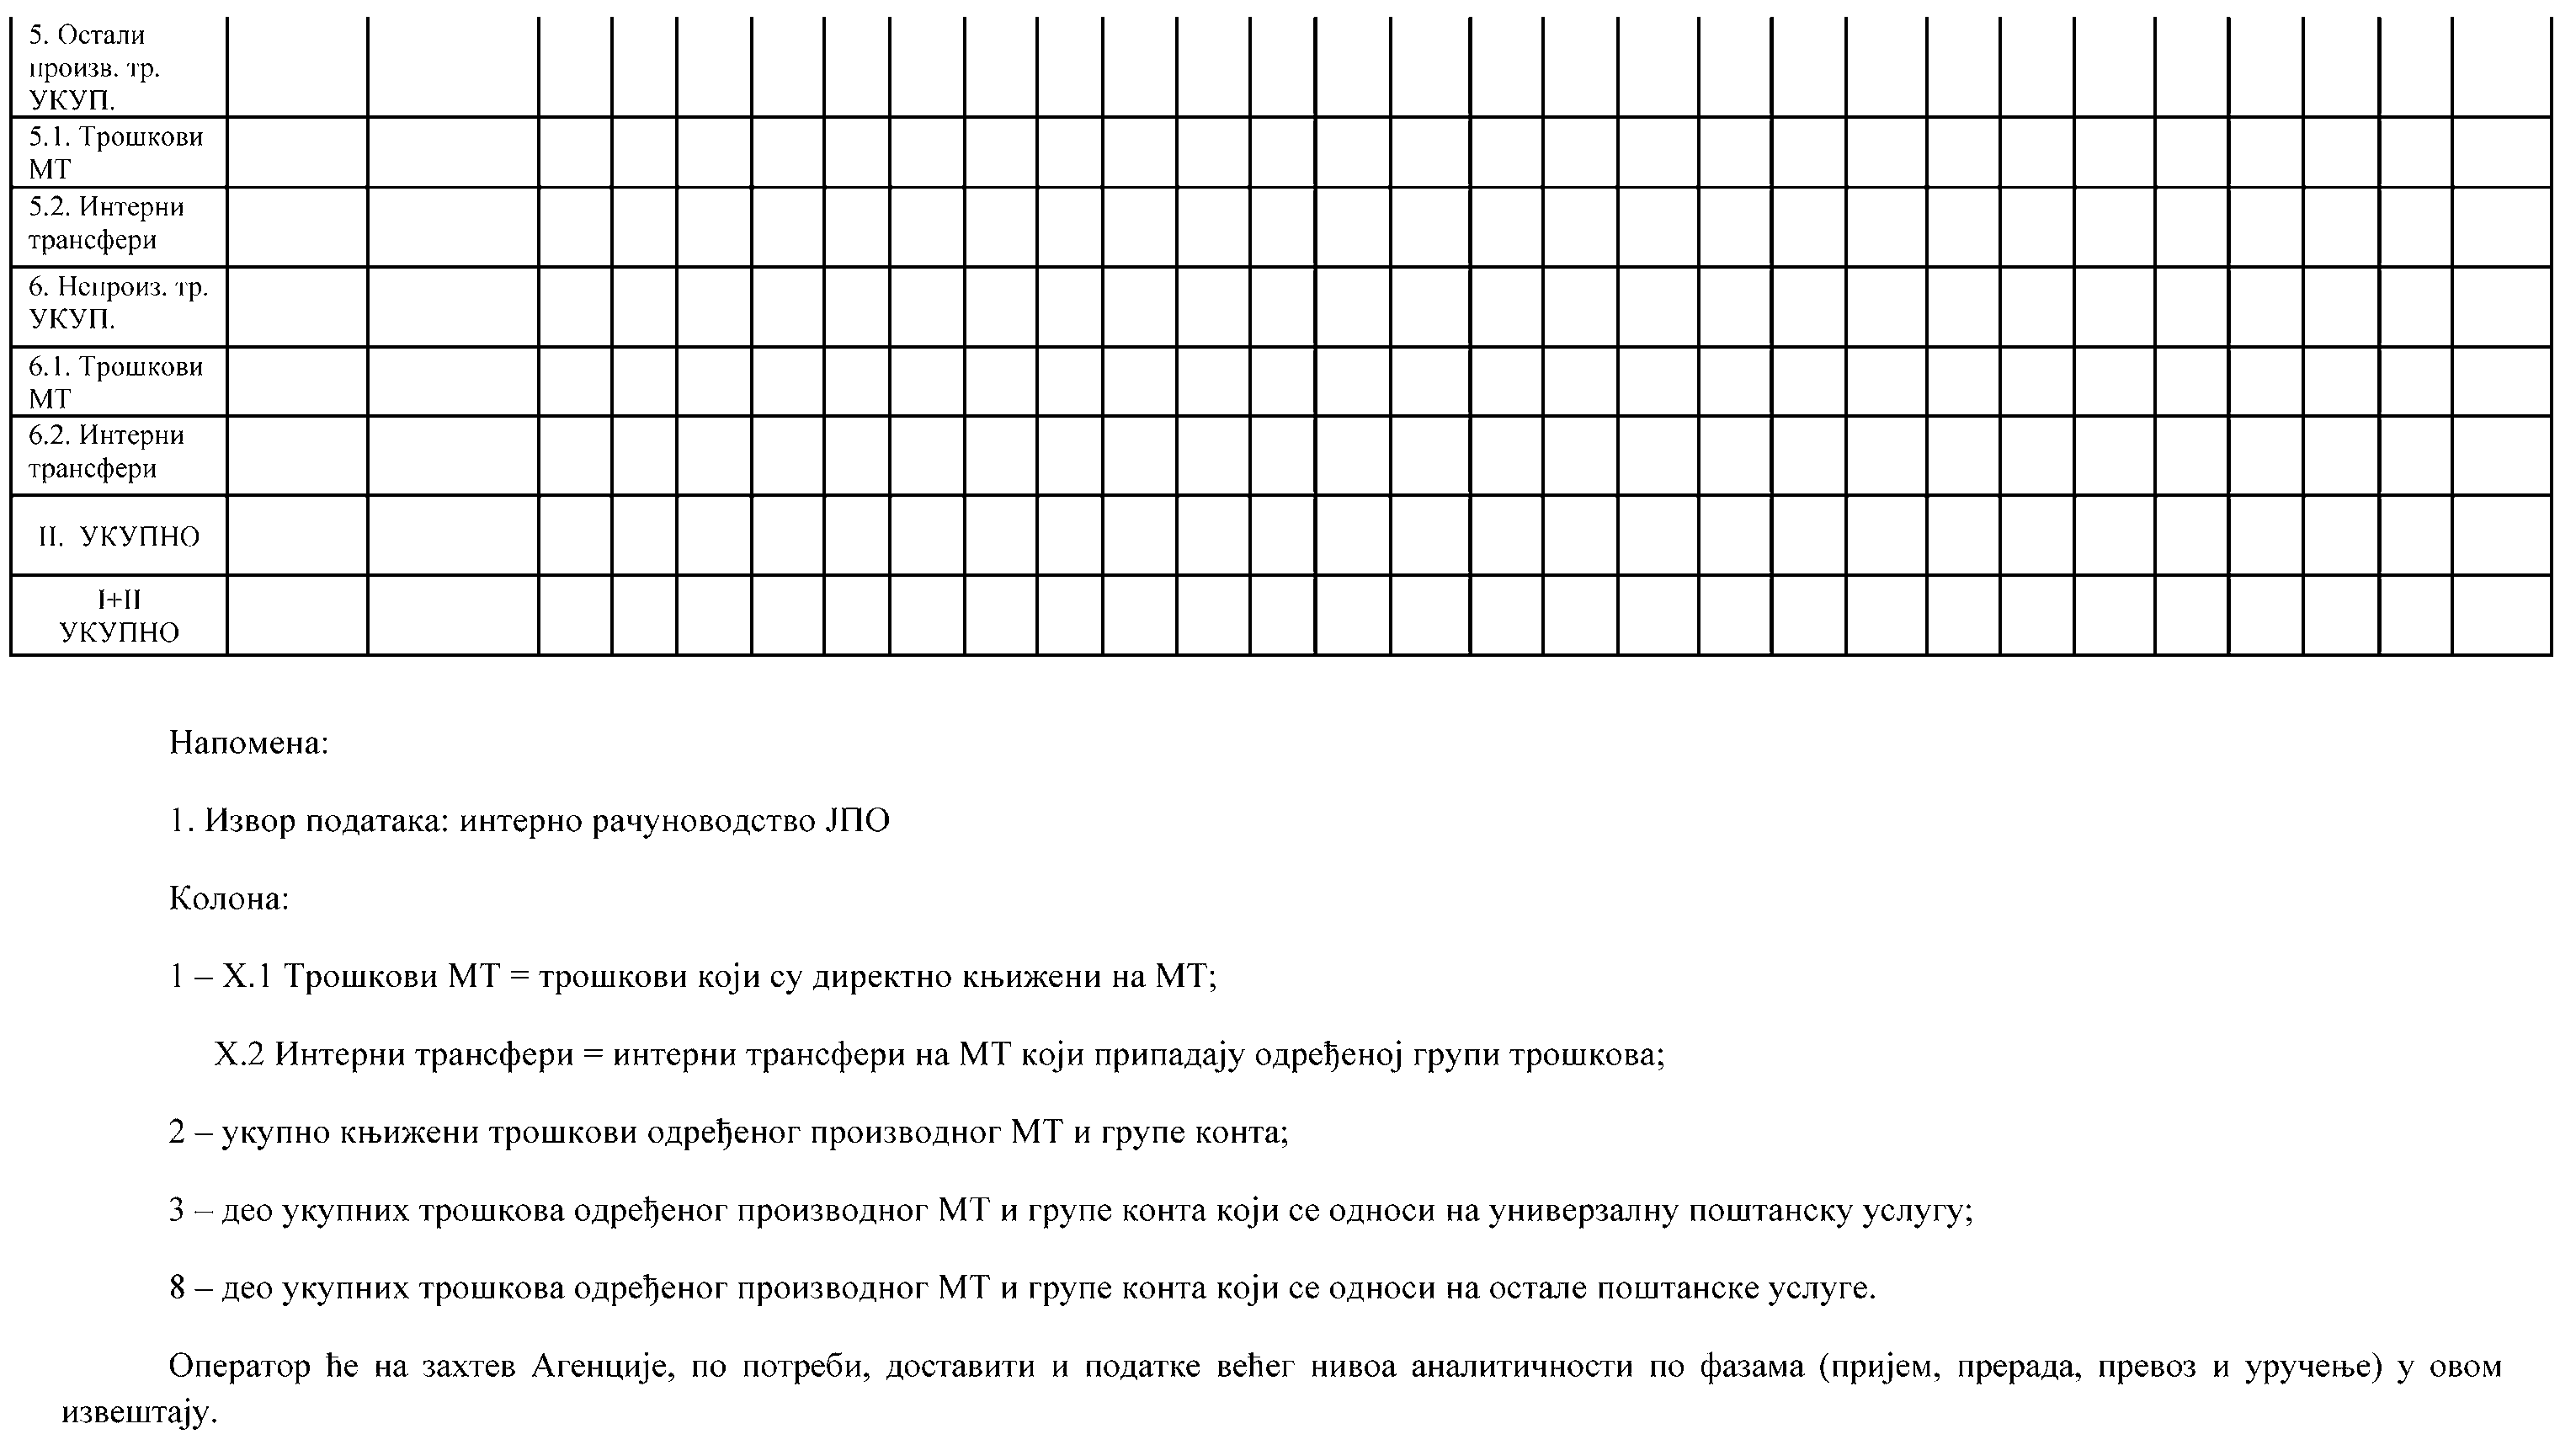 5. Остали
произв. тр.
УКУП.
5.1. Трошкови
МТ
5.2. Интерни
трансфери
6. Непроиз. тр.
УКУП.
6.1. Трошкови
МТ
6.2. Интерни
трансфери
II. УКУПНО
I+II
УКУПНО
Напомена:
1. Извор података: интерно рачуноводство ЈПО
Колона:
1 – X.1 Трошкови МТ = трошкови који су директно књижени на МТ;
X.2 Интерни трансфери = интерни трансфери на МТ који припадају одређеној групи трошкова;
2 – укупно књижени трошкови одређеног производног МТ и групе конта;
3 – део укупних трошкова одређеног производног МТ и групе конта који се односи на универзалну поштанску услугу;
8 – део укупних трошкова одређеног производног МТ и групе конта који се односи на остале поштанске услуге.
Оператор ће на захтев Агенције, по потреби, доставити и податке већег нивоа аналитичности по фазама (пријем, прерада, превоз и уручење) у овом
извештају.